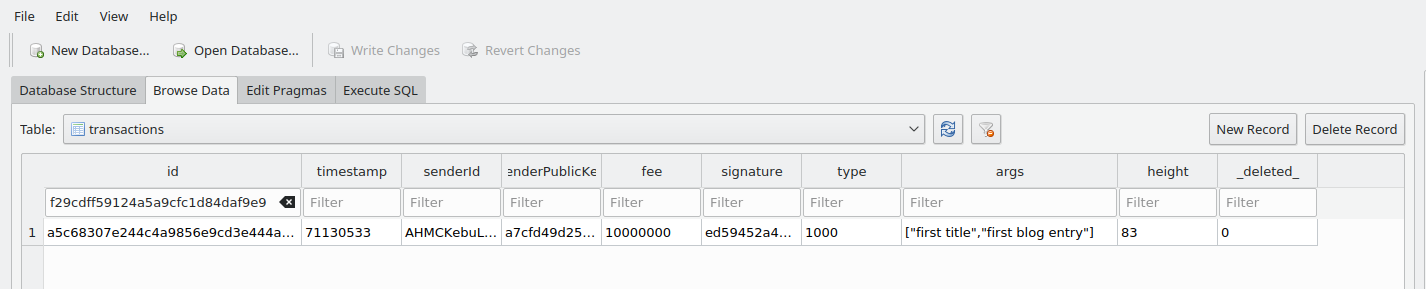 File Edit View Help
New Database... Open Database... Write Changes Revert Changes
Database Structure Browse Data Edit Pragmas Execute SQL
Table: transactions New Record Delete Record
id timestamp senderId enderPublicKe fee signature type args height _deleted_
f29cdff59124a5a9cfc1d84daf9e9 Filter Filter Filter Filter Filter Filter Filter Filter Filter
1 a5c68307e244c4a9856e9cd3e444a... 71130533 AHMCKebuL... a7cfd49d25... 10000000 ed59452a4... 1000 ["first title","first blog entry"] 83 0